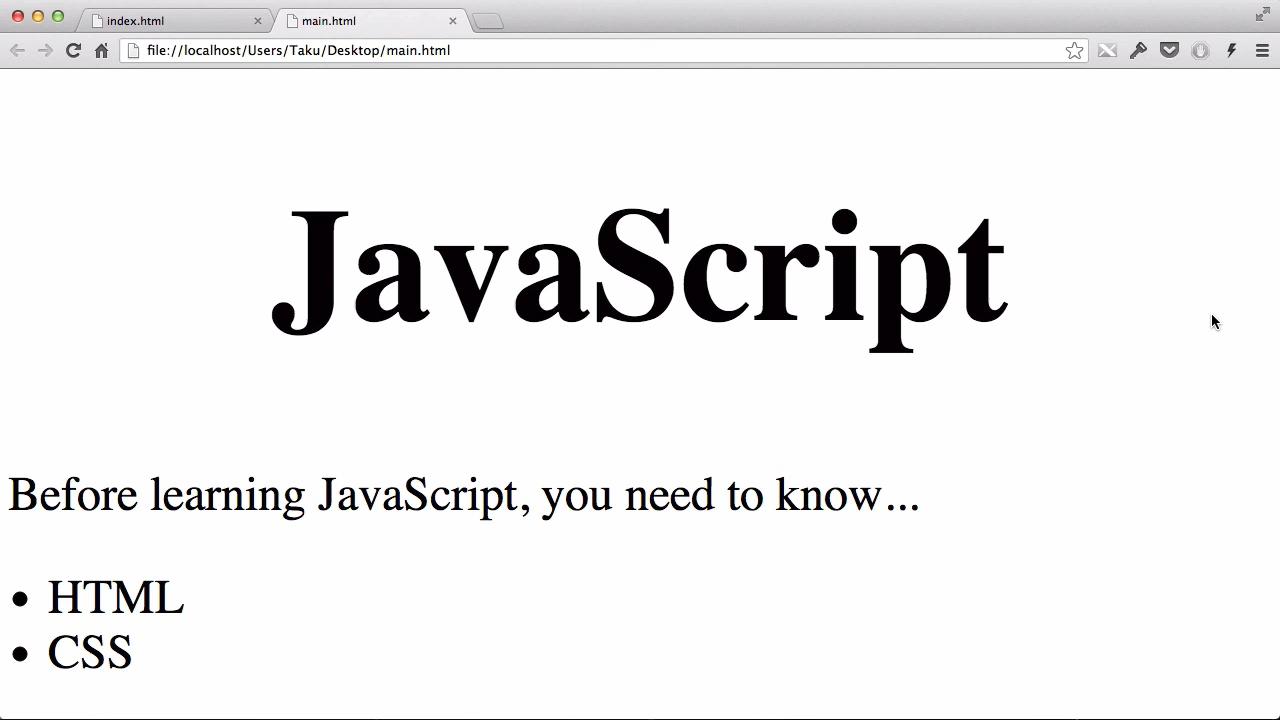 index.html
main.html
file://localhost/Users/Taku/Desktop/main.html
JavaScript
Before learning JavaScript, you need to know...
• HTML
• CSS